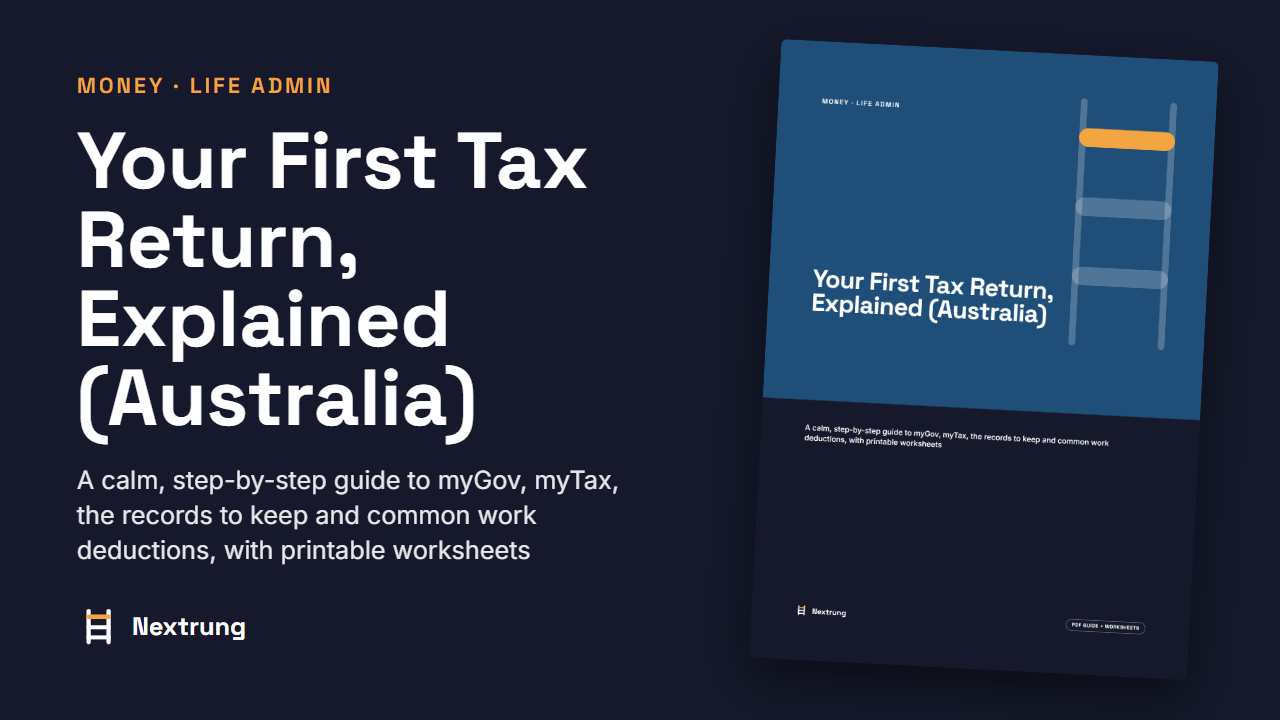 MONEY · LIFE ADMIN
Your First Tax
Return,
Explained
(Australia)
A calm, step-by-step guide to myGov, myTax,
the records to keep and common work
deductions, with printable worksheets
Nextrung
MONEY · LIFE ADMIN
Your First Tax Return,
Explained (Australia)
A calm, step-by-step guide to myGov, myTax, the records to keep and common work
deductions, with printable worksheets
Nextrung
PDF GUIDE + WORKSHEETS